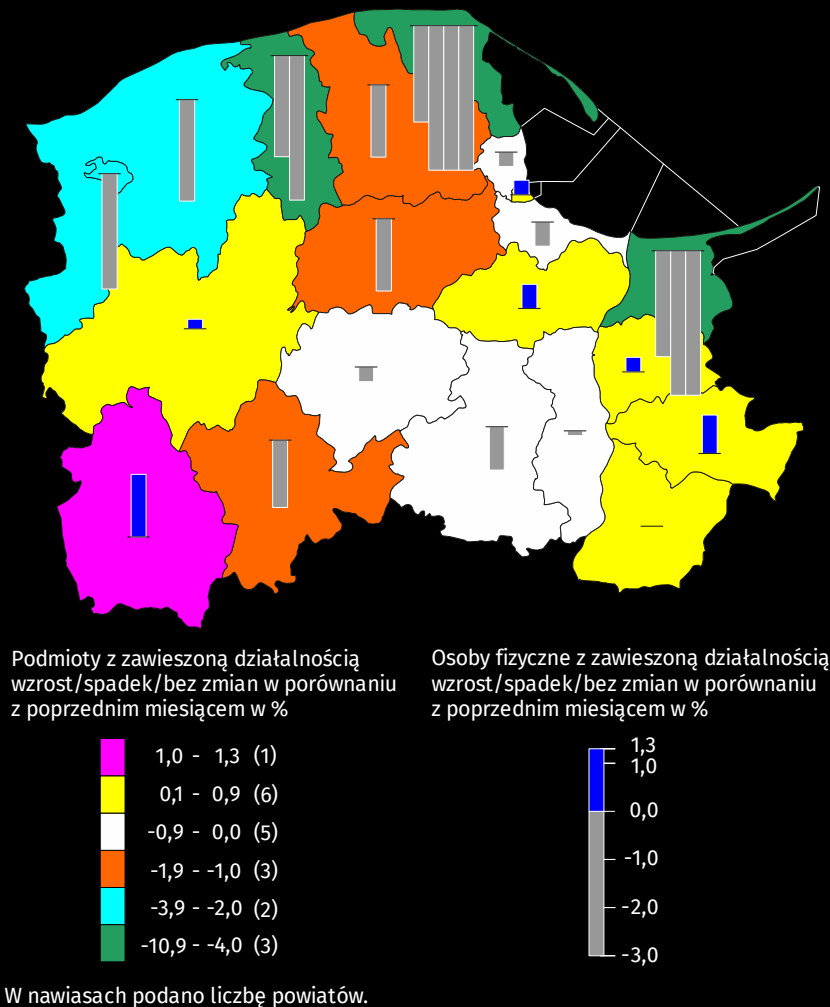 Podmioty z zawieszoną działalnością
wzrost/spadek/bez zmian w porównaniu
z poprzednim miesiącem w %
1,0 - 1,3 (1)
0,1 - 0,9 (6)
-0,9 - 0,0 (5)
-1,9 - -1,0 (3)
-3,9 - -2,0 (2)
-10,9 - -4,0 (3)
Osoby fizyczne z zawieszoną działalnością
wzrost/spadek/bez zmian w porównaniu
z poprzednim miesiącem w %
1,3
1,0
0,0
-1,0
-2,0
-3,0
W nawiasach podano liczbę powiatów.